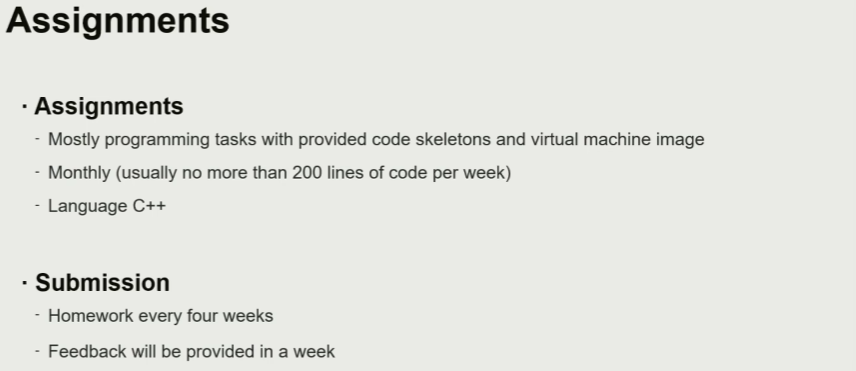 Assignments
· Assignments
- Mostly programming tasks with provided code skeletons and virtual machine image
- Monthly (usually no more than 200 lines of code per week)
- Language C++
· Submission
- Homework every four weeks
- Feedback will be provided in a week